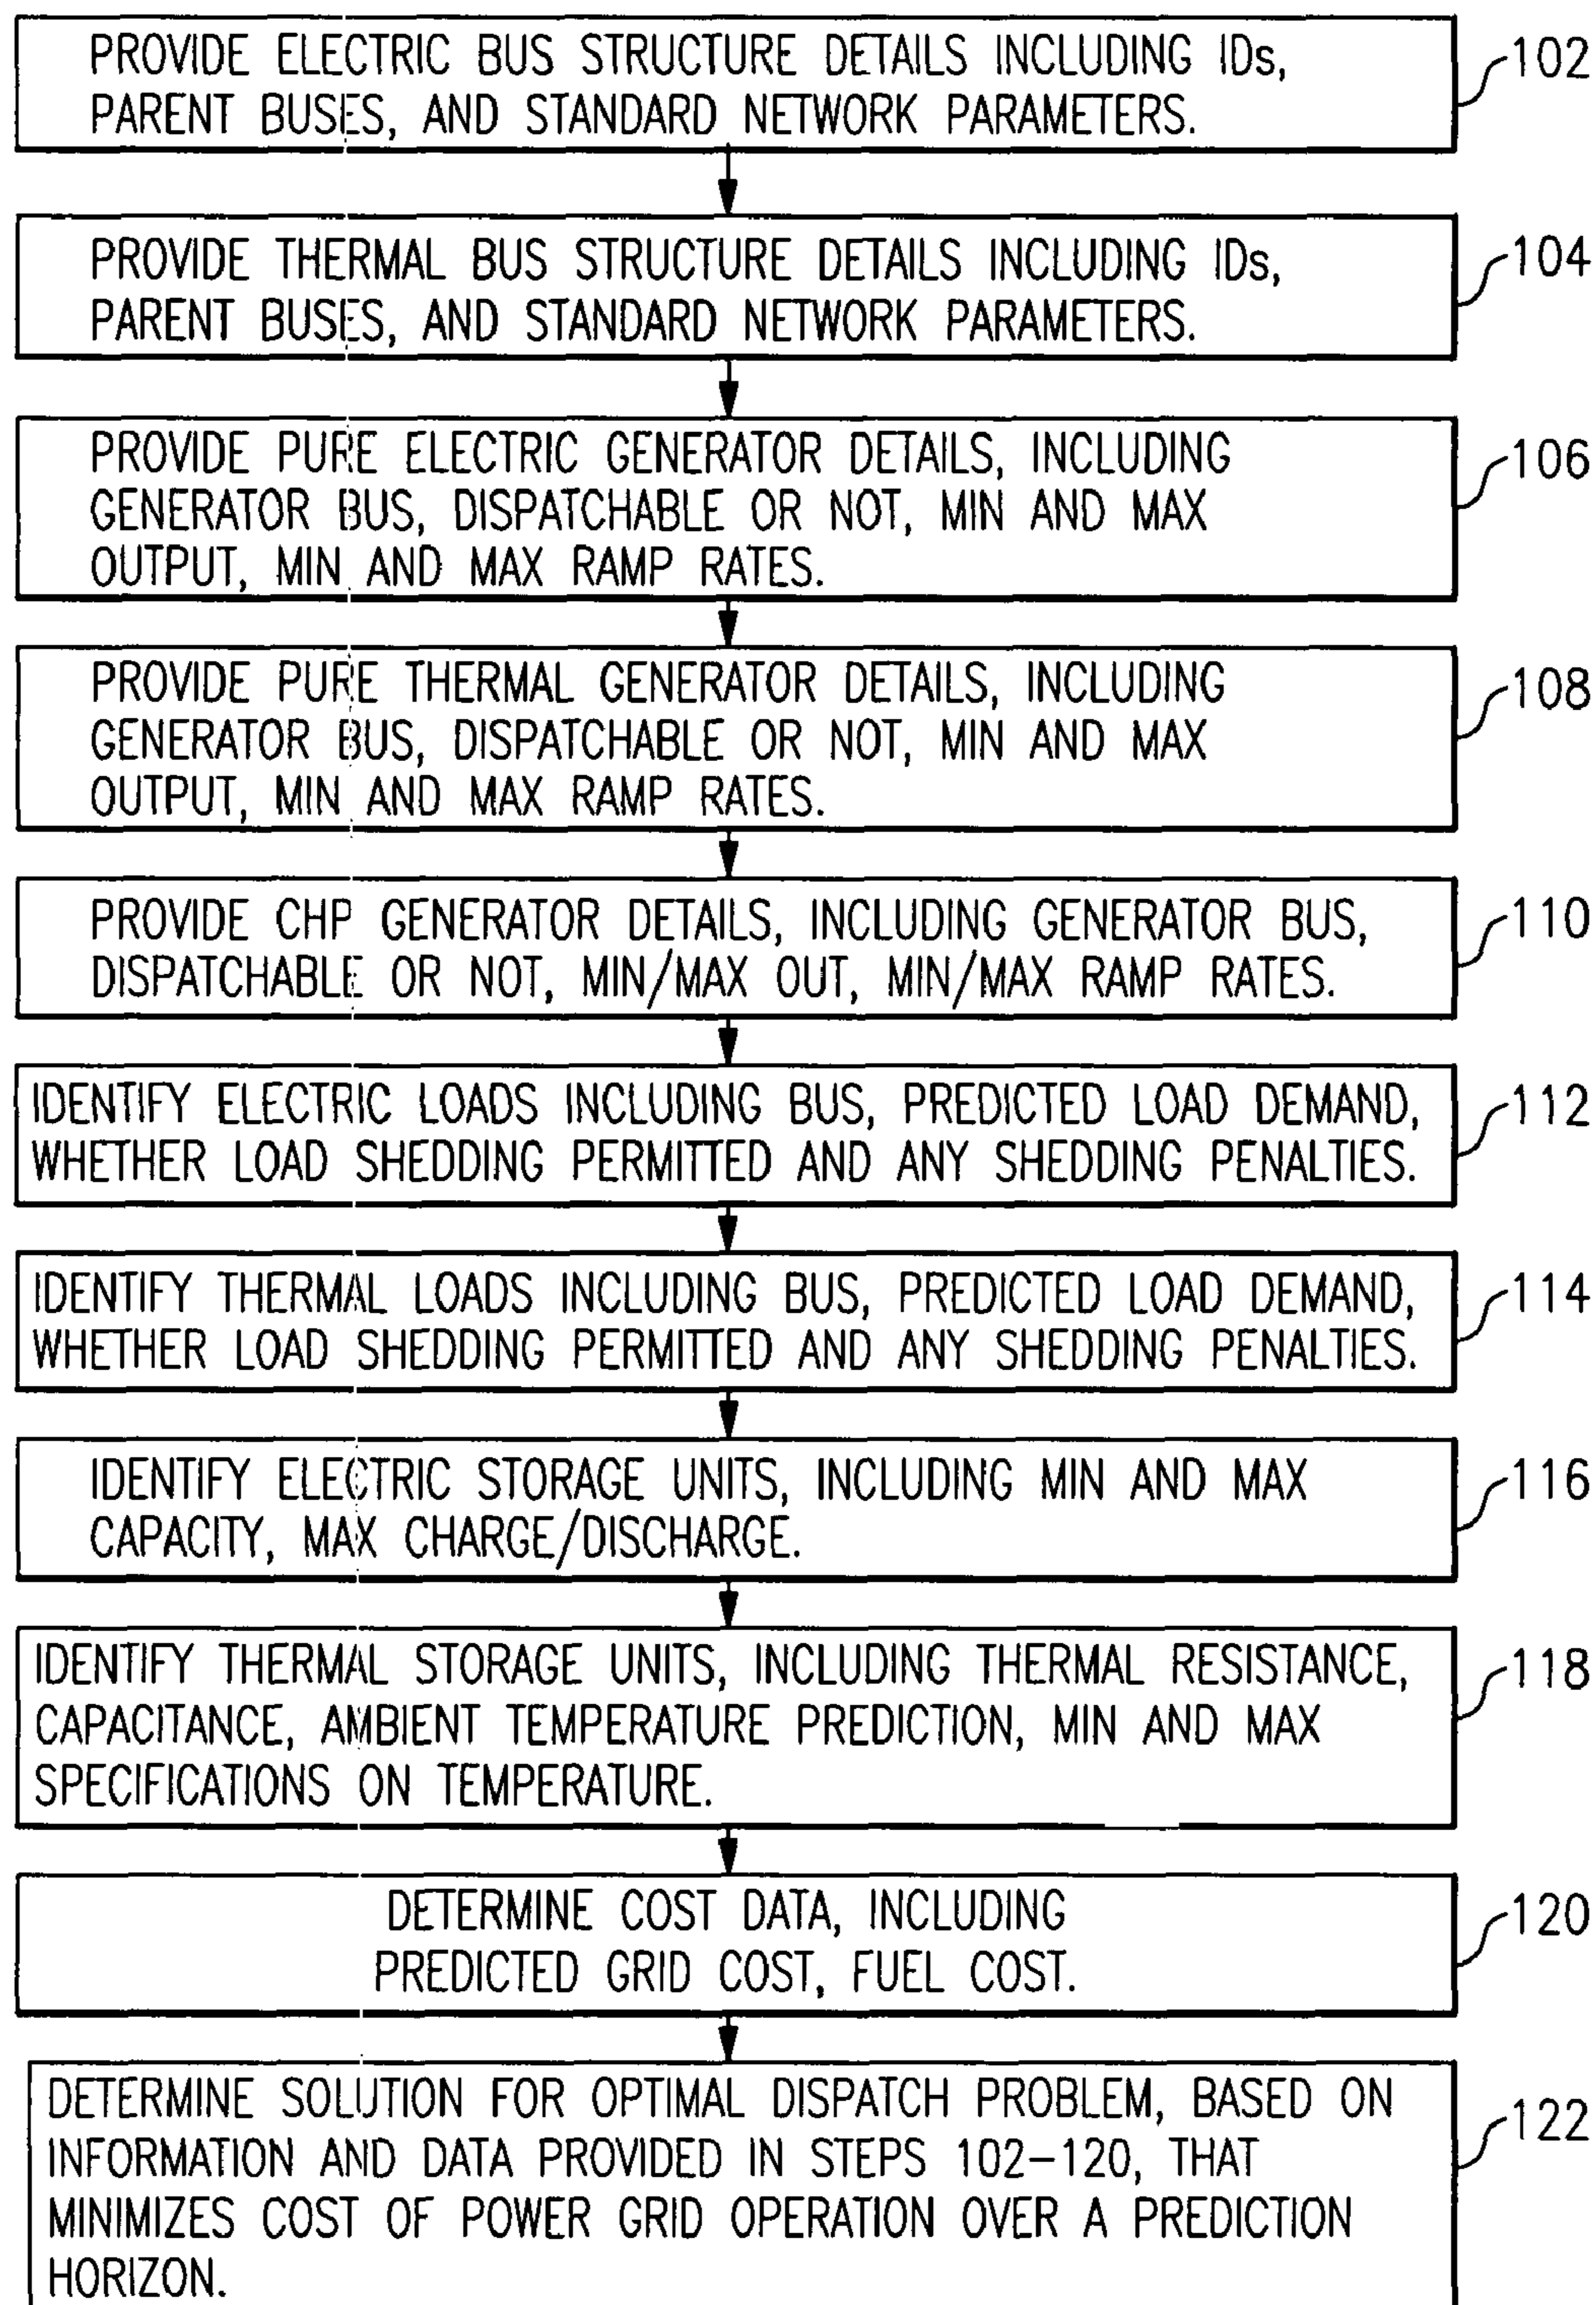 PROVIDE ELECTRIC BUS STRUCTURE DETAILS INCLUDING IDs,
PARENT BUSES, AND STANDARD NETWORK PARAMETERS.
102
PROVIDE THERMAL BUS STRUCTURE DETAILS INCLUDING IDs,
PARENT BUSES, AND STANDARD NETWORK PARAMETERS.
104
PROVIDE PURE ELECTRIC GENERATOR DETAILS, INCLUDING
GENERATOR BUS, DISPATCHABLE OR NOT, MIN AND MAX
OUTPUT, MIN AND MAX RAMP RATES.
106
PROVIDE PURE THERMAL GENERATOR DETAILS, INCLUDING
GENERATOR BUS, DISPATCHABLE OR NOT, MIN AND MAX
OUTPUT, MIN AND MAX RAMP RATES.
108
PROVIDE CHP GENERATOR DETAILS, INCLUDING GENERATOR BUS,
DISPATCHABLE OR NOT, MIN/MAX OUT, MIN/MAX RAMP RATES.
110
IDENTIFY ELECTRIC LOADS INCLUDING BUS, PREDICTED LOAD DEMAND,
WHETHER LOAD SHEDDING PERMITTED AND ANY SHEDDING PENALTIES.
112
IDENTIFY THERMAL LOADS INCLUDING BUS, PREDICTED LOAD DEMAND,
WHETHER LOAD SHEDDING PERMITTED AND ANY SHEDDING PENALTIES.
114
IDENTIFY ELECTRIC STORAGE UNITS, INCLUDING MIN AND MAX
CAPACITY, MAX CHARGE/DISCHARGE.
116
IDENTIFY THERMAL STORAGE UNITS, INCLUDING THERMAL RESISTANCE,
CAPACITANCE, AMBIENT TEMPERATURE PREDICTION, MIN AND MAX
SPECIFICATIONS ON TEMPERATURE.
118
DETERMINE COST DATA, INCLUDING
PREDICTED GRID COST, FUEL COST.
120
DETERMINE SOLUTION FOR OPTIMAL DISPATCH PROBLEM, BASED ON
INFORMATION AND DATA PROVIDED IN STEPS 102-120, THAT
MINIMIZES COST OF POWER GRID OPERATION OVER A PREDICTION
HORIZON.
122